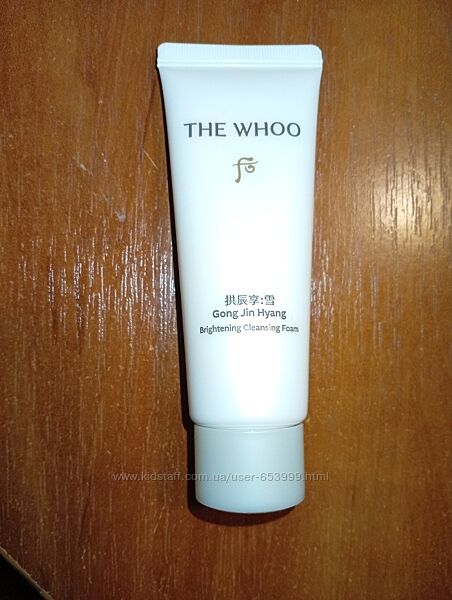 THE WHOO
拱辰享:雪
Gong Jin Hyang
Brightening Cleansing Foam
www.kidstaff.com.ua/user-653999.html